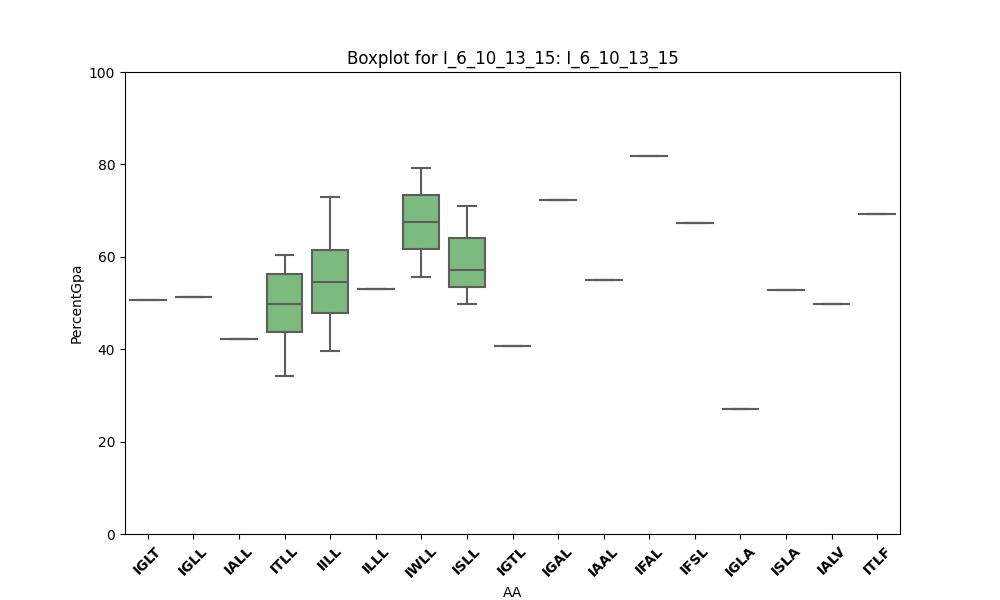 Boxplot for I_6_10_13_15: I_6_10_13_15
PercentGpa
100
80
60
40
20
0
IGLT IGLL IALL ITLL IILL ILLL IWLL ISLL IGTL IGAL IAAL IFAL IFSL IGLA ISLA IALV ITLF
AA